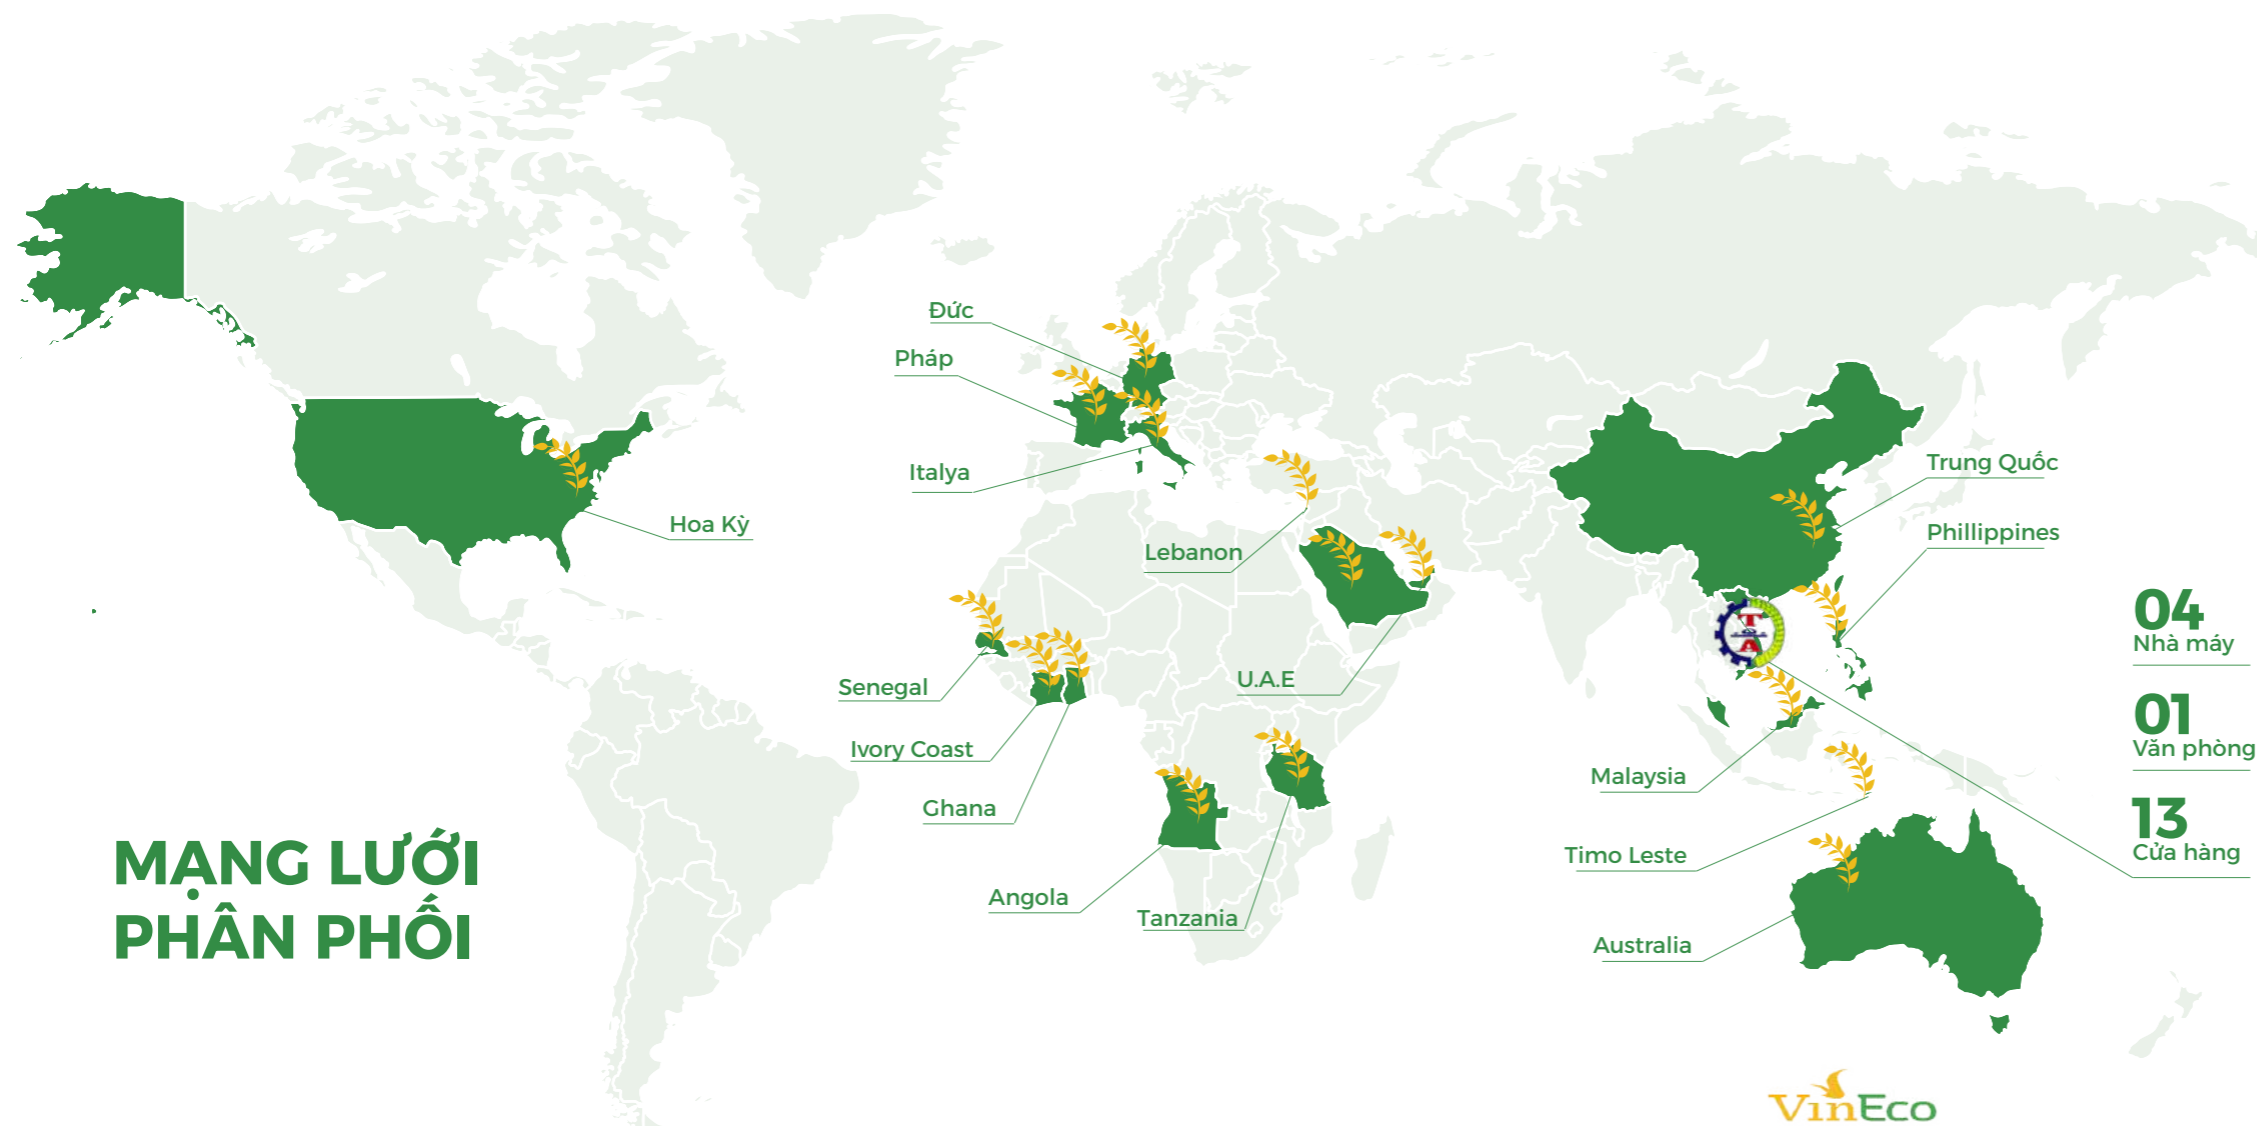 Đức
Pháp
Italya
Hoa Kỳ
Lebanon
Trung Quốc
Phillippines
Senegal
U.A.E
Ivory Coast
Ghana
Malaysia
Timo Leste
Angola
Tanzania
Australia
04
Nhà máy
01
Văn phòng
13
Cửa hàng
MẠNG LƯỚI
PHÂN PHỐI
T
A
VinEco